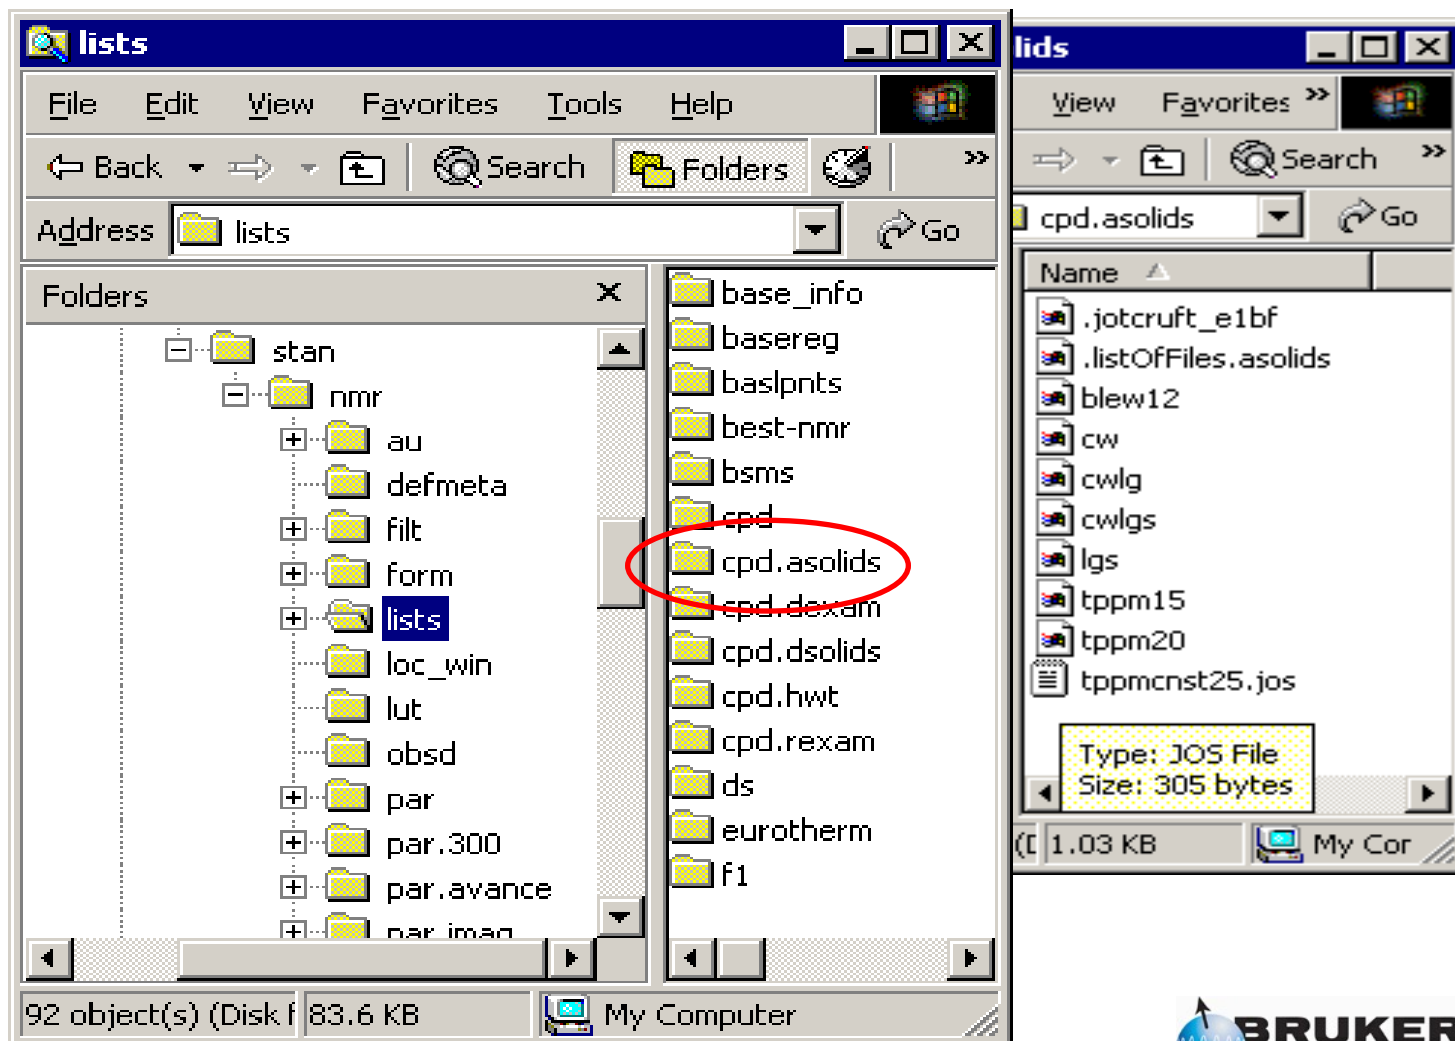 lists
File Edit View Favorites Tools Help
Back Search Folders »
Address lists Go
Folders
stan
nmr
au
defmeta
filt
form
lists
loc_win
lut
obsd
par
par.300
par.avance
par.imag
base_info
basereg
baslpnts
best-nmr
bsms
cpd
cpd.asolids
cpd.dexam
cpd.dsolids
cpd.hwt
cpd.rexam
ds
eurotherm
f1
92 object(s) (Disk f 83.6 KB My Computer
lids
View Favorites »
Search »
cpd.asolids Go
Name
.jotcruft_e1bf
.listOfFiles.asolids
blew12
cw
cwlg
cwlgs
lgs
tppm15
tppm20
tppmcnst25.jos
Type: JOS File
Size: 305 bytes
1.03 KB My Cor
BRUKER